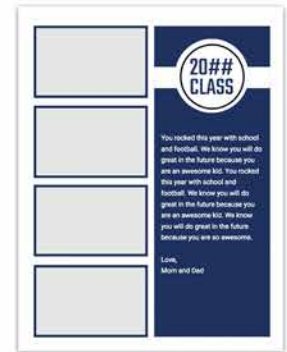 20##
CLASS
You rocked this year with school
and football. We know you will do
great in the future because you
are an awesome kid. You rocked
this year with school and
football. We know you will do
great in the future because you
are an awesome kid. We know
you will do great in the future
because you are so awesome.
Love,
Mom and Dad